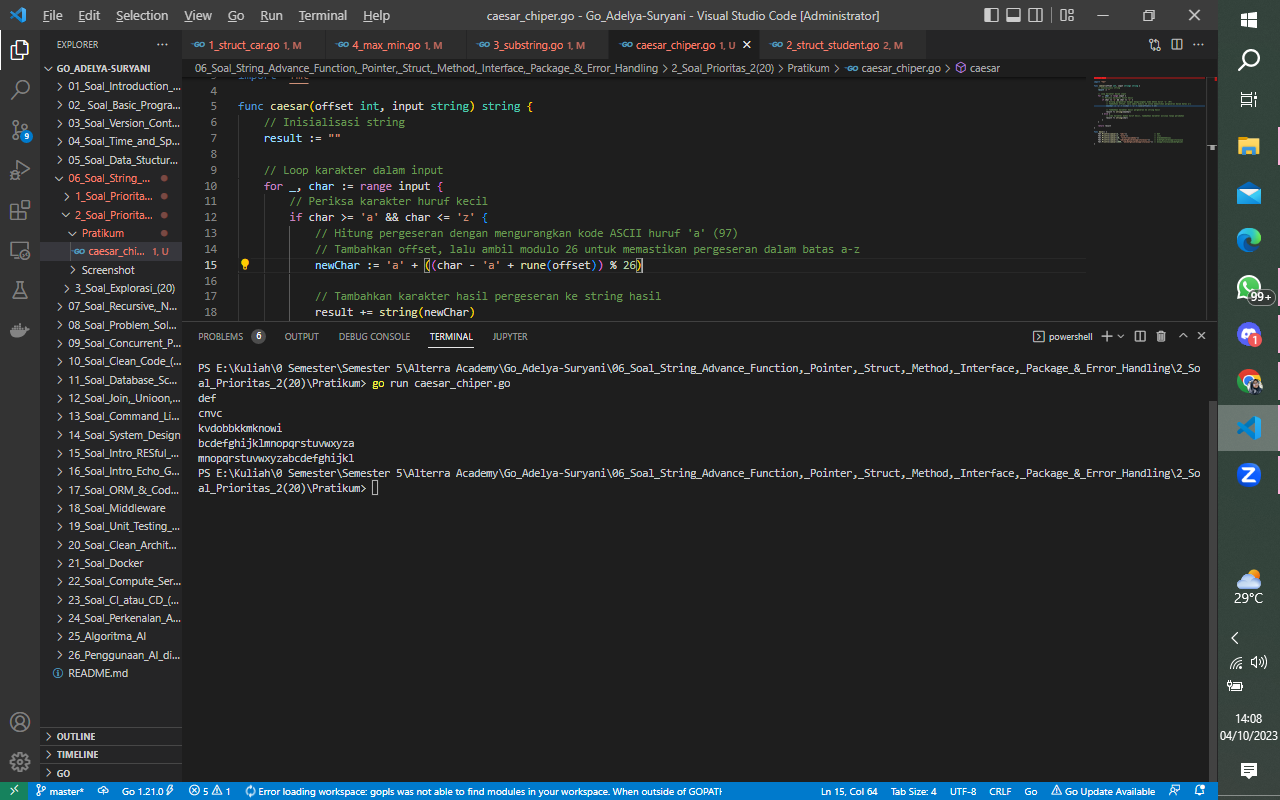 File Edit Selection View Go Run Terminal Help
caesar_chiper.go - Go_Adelya-Suryani - Visual Studio Code [Administrator]
EXPLORER
GO_ADELYA-SURYANI
01_Soal_Introduction_...
02_ Soal_Basic_Progra...
03_Soal_Version_Cont...
04_Soal_Time_and_Sp...
05_Soal_Data_Stuctur...
06_Soal_String_...
1_Soal_Priorita...
2_Soal_Priorita...
Pratikum
caesar_chi... 1, U
Screenshot
3_Soal_Explorasi_(20)
07_Soal_Recursive,_N...
08_Soal_Problem_Sol...
09_Soal_Concurrent_P...
10_Soal_Clean_Code_(...
11_Soal_Database_Sc...
12_Soal_Join,_Unioon,...
13_Soal_Command_Li...
14_Soal_System_Design
15_Soal_Intro_RESful_...
16_Soal_Intro_Echo_G...
17_Soal_ORM_&_Cod...
18_Soal_Middleware
19_Soal_Unit_Testing_...
20_Soal_Clean_Archit...
21_Soal_Docker
22_Soal_Compute_Ser...
23_Soal_CI_atau_CD_(...
24_Soal_Perkenalan_A...
25_Algoritma_AI
26_Penggunaan_AI_di...
README.md
OUTLINE
TIMELINE
GO
1_struct_car.go 1, M
4_max_min.go 1, M
3_substring.go 1, M
caesar_chiper.go 1, U
2_struct_student.go 2, M
06_Soal_String_Advance_Function,_Pointer,_Struct,_Method,_Interface,_Package_&_Error_Handling > 2_Soal_Prioritas_2(20) > Pratikum > caesar_chiper.go > caesar
4
5 func caesar(offset int, input string) string {
6 // Inisialisasi string
7 result := ""
8
9 // Loop karakter dalam input
10 for _, char := range input {
11 // Periksa karakter huruf kecil
12 if char >= 'a' && char <= 'z' {
13 // Hitung pergeseran dengan mengurangkan kode ASCII huruf 'a' (97)
14 // Tambahkan offset, lalu ambil modulo 26 untuk memastikan pergeseran dalam batas a-z
15 newChar := 'a' + ((char - 'a' + rune(offset)) % 26)
16
17 // Tambahkan karakter hasil pergeseran ke string hasil
18 result += string(newChar)
PROBLEMS 6 OUTPUT DEBUG CONSOLE TERMINAL JUPYTER
powershell
PS E:\Kuliah\0 Semester\Semester 5\Alterra Academy\Go_Adelya-Suryani\06_Soal_String_Advance_Function,_Pointer,_Struct,_Method,_Interface,_Package_&_Error_Handling\2_So
al_Prioritas_2(20)\Pratikum> go run caesar_chiper.go
def
cnvc
kvdobbkkmknowi
bcdefghijklmnopqrstuvwxyza
mnopqrstuvwxyzabcdefghijkl
PS E:\Kuliah\0 Semester\Semester 5\Alterra Academy\Go_Adelya-Suryani\06_Soal_String_Advance_Function,_Pointer,_Struct,_Method,_Interface,_Package_&_Error_Handling\2_So
al_Prioritas_2(20)\Pratikum>
master* Go 1.21.0 5 1 Error loading workspace: gopls was not able to find modules in your workspace. When outside of GOPATH
Ln 15, Col 64 Tab Size: 4 UTF-8 CRLF Go Go Update Available
9
99+
1
29°C
14:08
04/10/2023